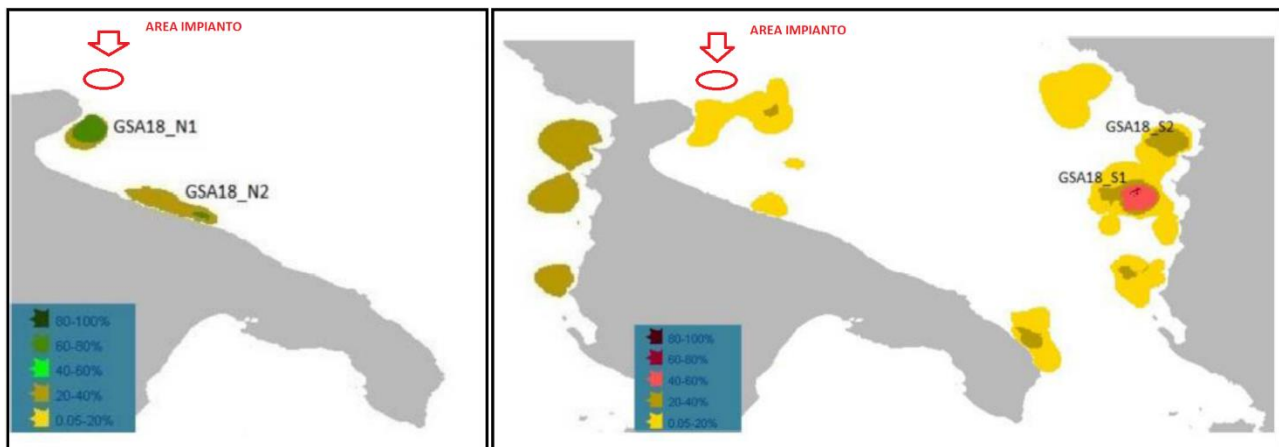 AREA IMPIANTO
GSA18_N1
GSA18_N2
80-100%
60-80%
40-60%
20-40%
0.05-20%
AREA IMPIANTO
GSA18_S2
GSA18_S1
80-100%
60-80%
40-60%
20-40%
0.05-20%